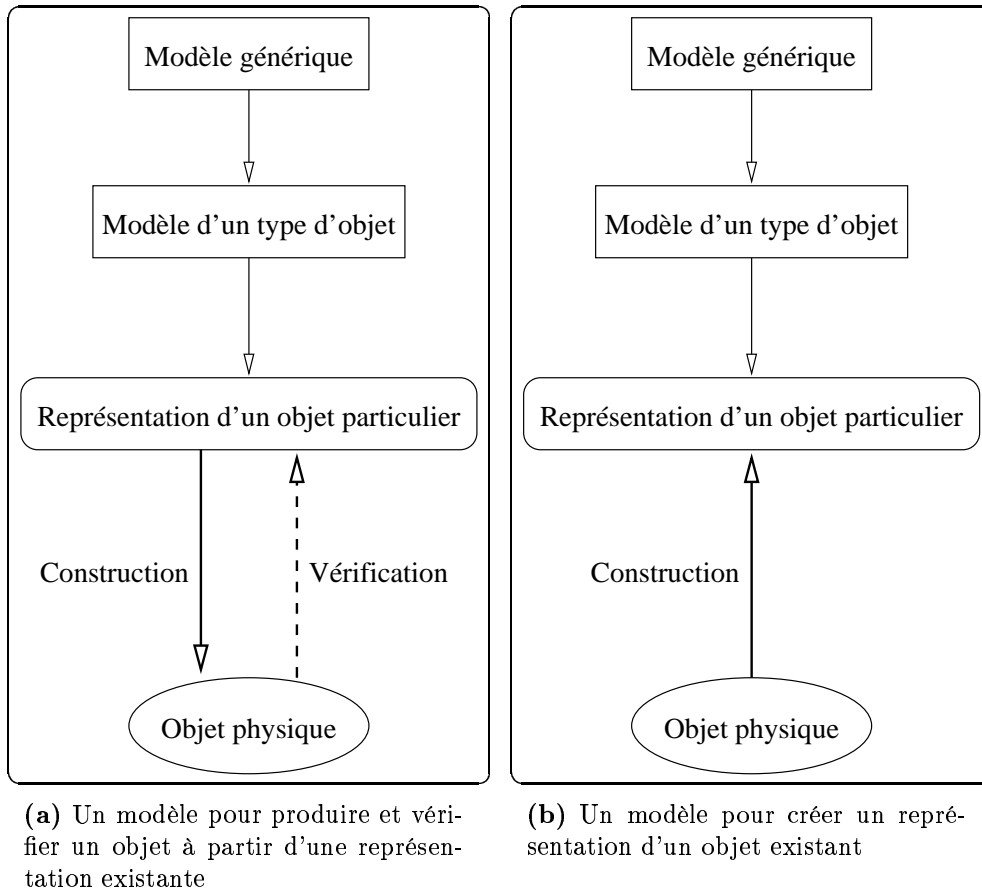 Modèle générique
Modèle d'un type d'objet
Représentation d'un objet particulier
Construction
Vérification
Objet physique
(a) Un modèle pour produire et véri-
fier un objet à partir d'une représen-
tation existante
Modèle générique
Modèle d'un type d'objet
Représentation d'un objet particulier
Construction
Objet physique
(b) Un modèle pour créer un repré-
sentation d'un objet existant